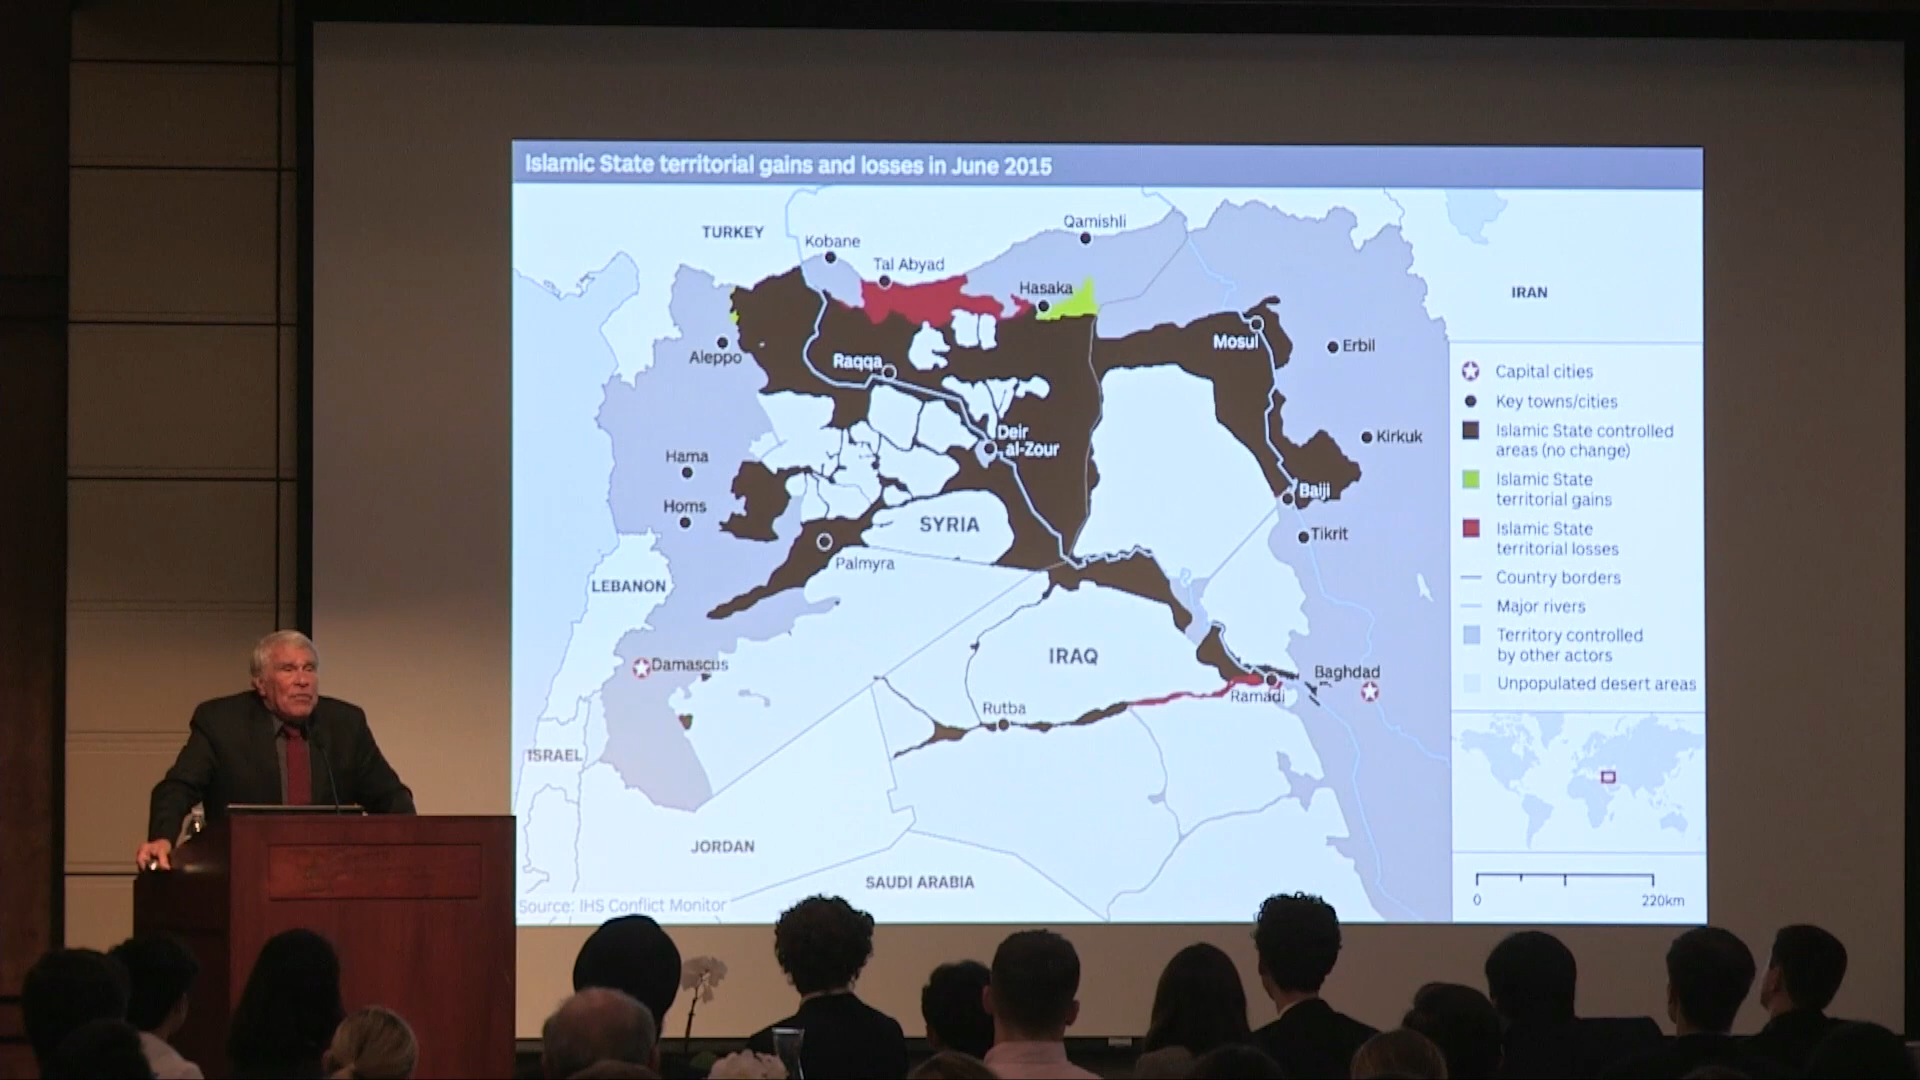 Islamic State territorial gains and losses in June 2015
TURKEY
Kobane
Tal Abyad
Qamishli
Hasaka
IRAN
Mosul
Erbil
Aleppo
Raqqa
Deir
al-Zour
Kirkuk
Hama
Homs
Baiji
Tikrit
SYRIA
Palmyra
LEBANON
IRAQ
Damascus
Baghdad
Ramadi
Rutba
ISRAEL
JORDAN
SAUDI ARABIA
Source: IHS Conflict Monitor
Capital cities
Key towns/cities
Islamic State controlled
areas (no change)
Islamic State
territorial gains
Islamic State
territorial losses
Country borders
Major rivers
Territory controlled
by other actors
Unpopulated desert areas
0
220km